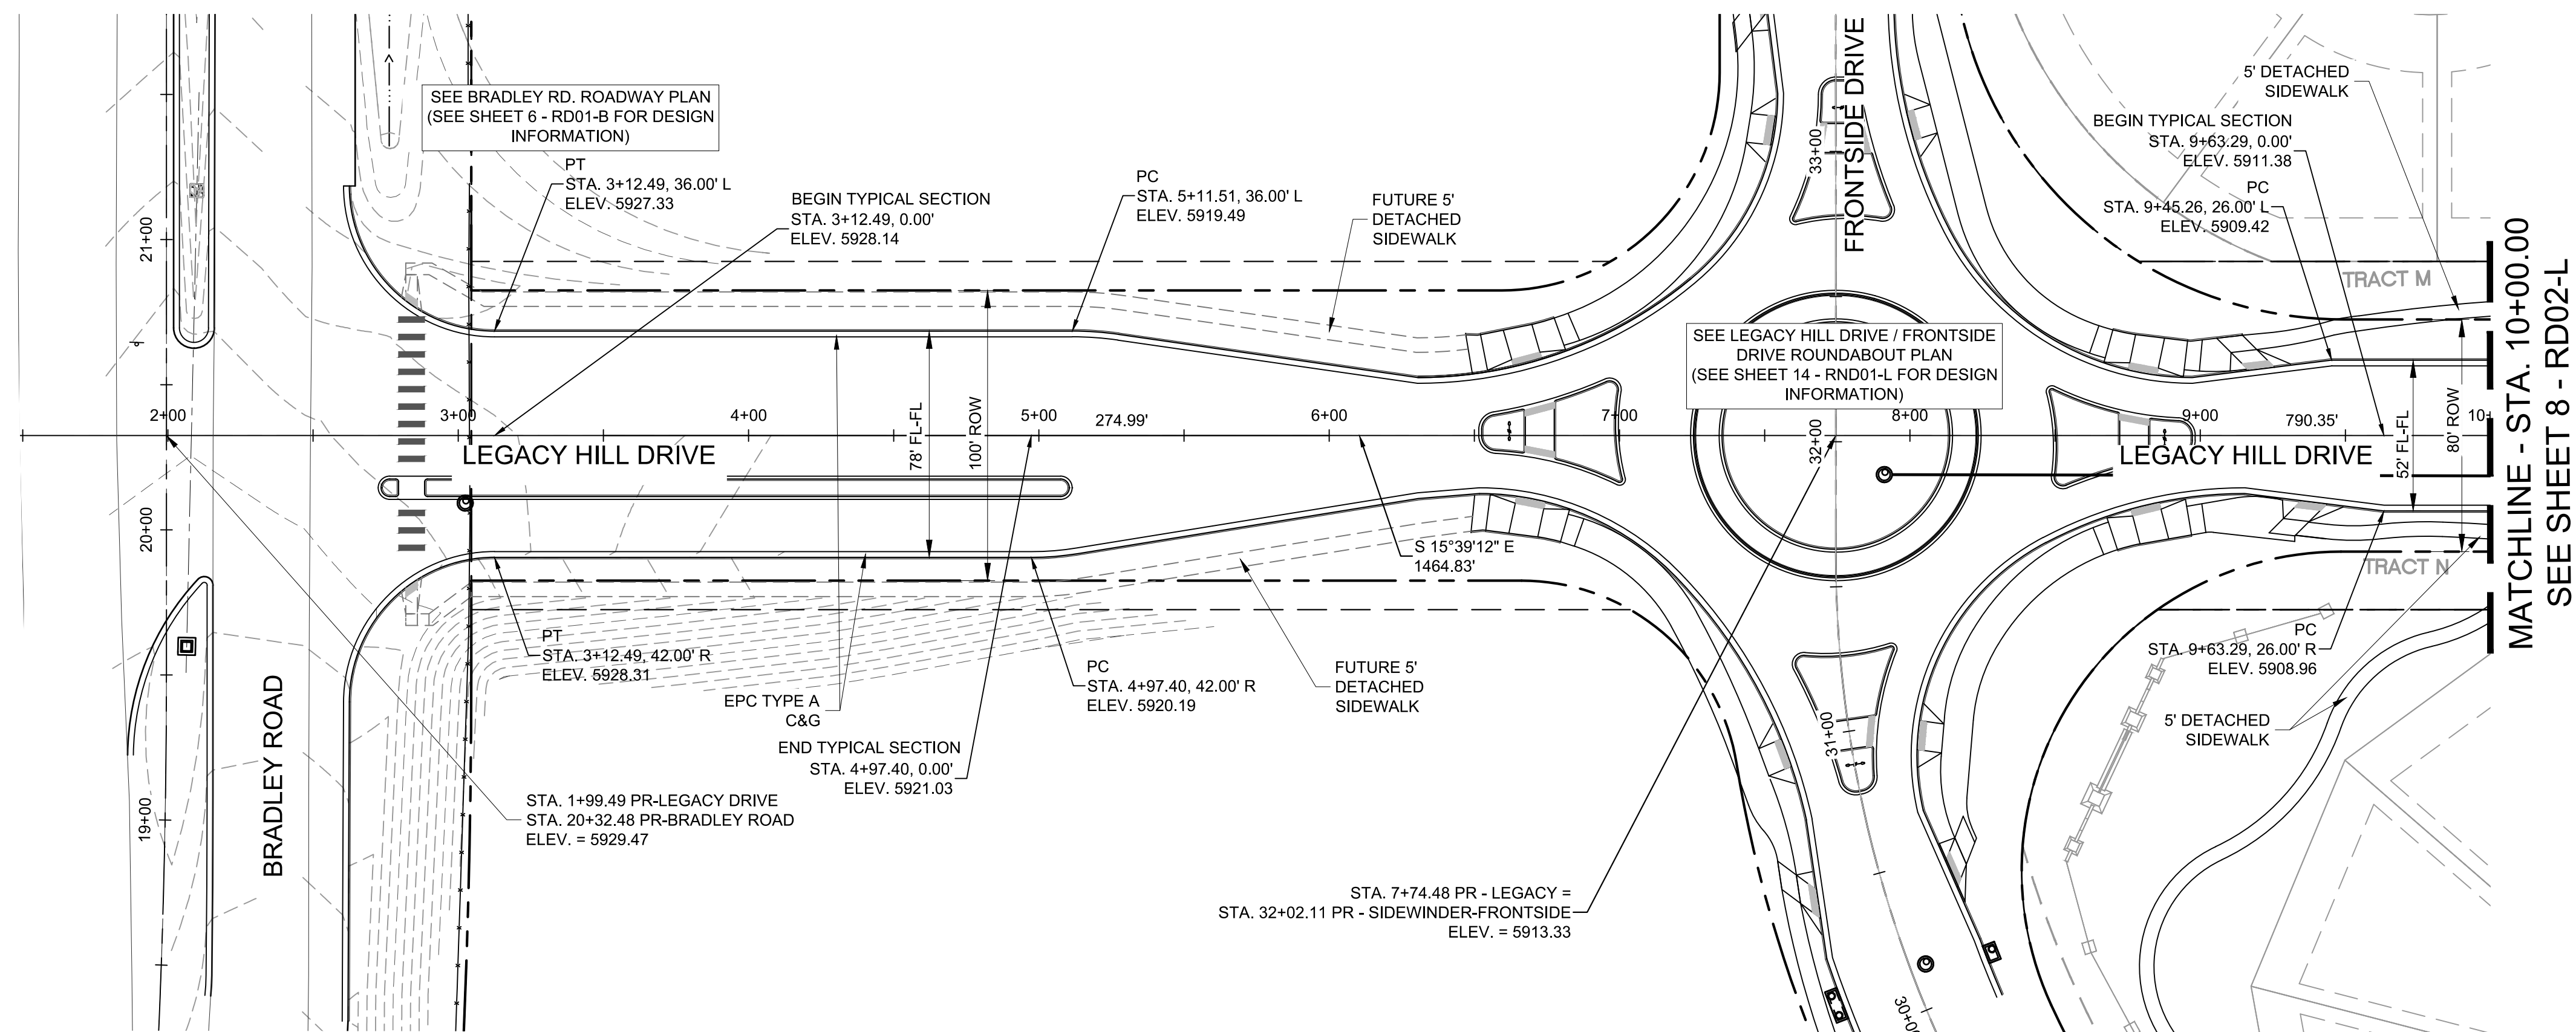 SEE BRADLEY RD. ROADWAY PLAN
(SEE SHEET 6 - RD01-B FOR DESIGN
INFORMATION)
PT
STA. 3+12.49, 36.00' L
ELEV. 5927.33
BEGIN TYPICAL SECTION
STA. 3+12.49, 0.00'
ELEV. 5928.14
PC
STA. 5+11.51, 36.00' L
ELEV. 5919.49
FUTURE 5'
DETACHED
SIDEWALK
FRONTSIDE DRIVE
33+00
5' DETACHED
SIDEWALK
BEGIN TYPICAL SECTION
STA. 9+63.29, 0.00'
ELEV. 5911.38
PC
STA. 9+45.26, 26.00' L
ELEV. 5909.42
TRACT M
MATCHLINE - STA. 10+00.00
SEE SHEET 8 - RD02-L
21+00
SEE LEGACY HILL DRIVE / FRONTSIDE
DRIVE ROUNDABOUT PLAN
(SEE SHEET 14 - RND01-L FOR DESIGN
INFORMATION)
2+00
3+00
4+00
5+00
274.99'
6+00
7+00
8+00
9+00
790.35'
10+
LEGACY HILL DRIVE
78' FL-FL
100' ROW
32+00
LEGACY HILL DRIVE
52' FL-FL
80' ROW
20+00
S 15°39'12" E
1464.83'
TRACT N
PT
STA. 3+12.49, 42.00' R
ELEV. 5928.31
EPC TYPE A
C&G
PC
STA. 4+97.40, 42.00' R
ELEV. 5920.19
FUTURE 5'
DETACHED
SIDEWALK
PC
STA. 9+63.29, 26.00' R
ELEV. 5908.96
5' DETACHED
SIDEWALK
END TYPICAL SECTION
STA. 4+97.40, 0.00'
ELEV. 5921.03
31+00
BRADLEY ROAD
19+00
STA. 1+99.49 PR-LEGACY DRIVE
STA. 20+32.48 PR-BRADLEY ROAD
ELEV. = 5929.47
STA. 7+74.48 PR - LEGACY =
STA. 32+02.11 PR - SIDEWINDER-FRONTSIDE
ELEV. = 5913.33
30+00